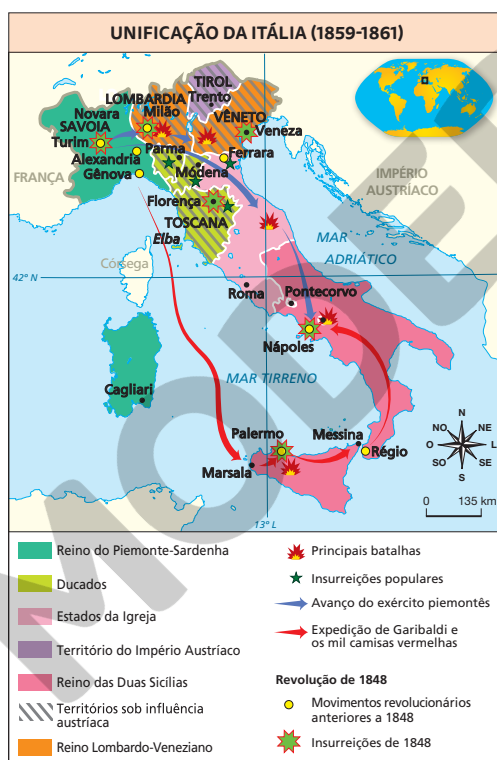 UNIFICAÇÃO DA ITÁLIA (1859-1861)
TIROL
Trento
LOMBARDIA
Milão
Novara
SAVOIA
Turim
VÊNETO
Veneza
Alexandria
Parma
Ferrara
Gênova
Módena
FRANÇA
IMPÉRIO
AUSTRÍACO
Florença
TOSCANA
Elba
MAR
ADRIÁTICO
Córsega
42° N
Roma
Pontecorvo
Nápoles
MAR TIRRENO
Cagliari
Palermo
Messina
Marsala
Régio
N
NO
NE
O
L
SO
SE
S
0
135 km
13° L
Reino do Piemonte-Sardenha
Ducados
Estados da Igreja
Território do Império Austríaco
Reino das Duas Sicílias
Territórios sob influência
austríaca
Reino Lombardo-Veneziano
Principais batalhas
Insurreições populares
Avanço do exército piemontês
Expedição de Garibaldi e
os mil camisas vermelhas
Revolução de 1848
Movimentos revolucionários
anteriores a 1848
Insurreições de 1848